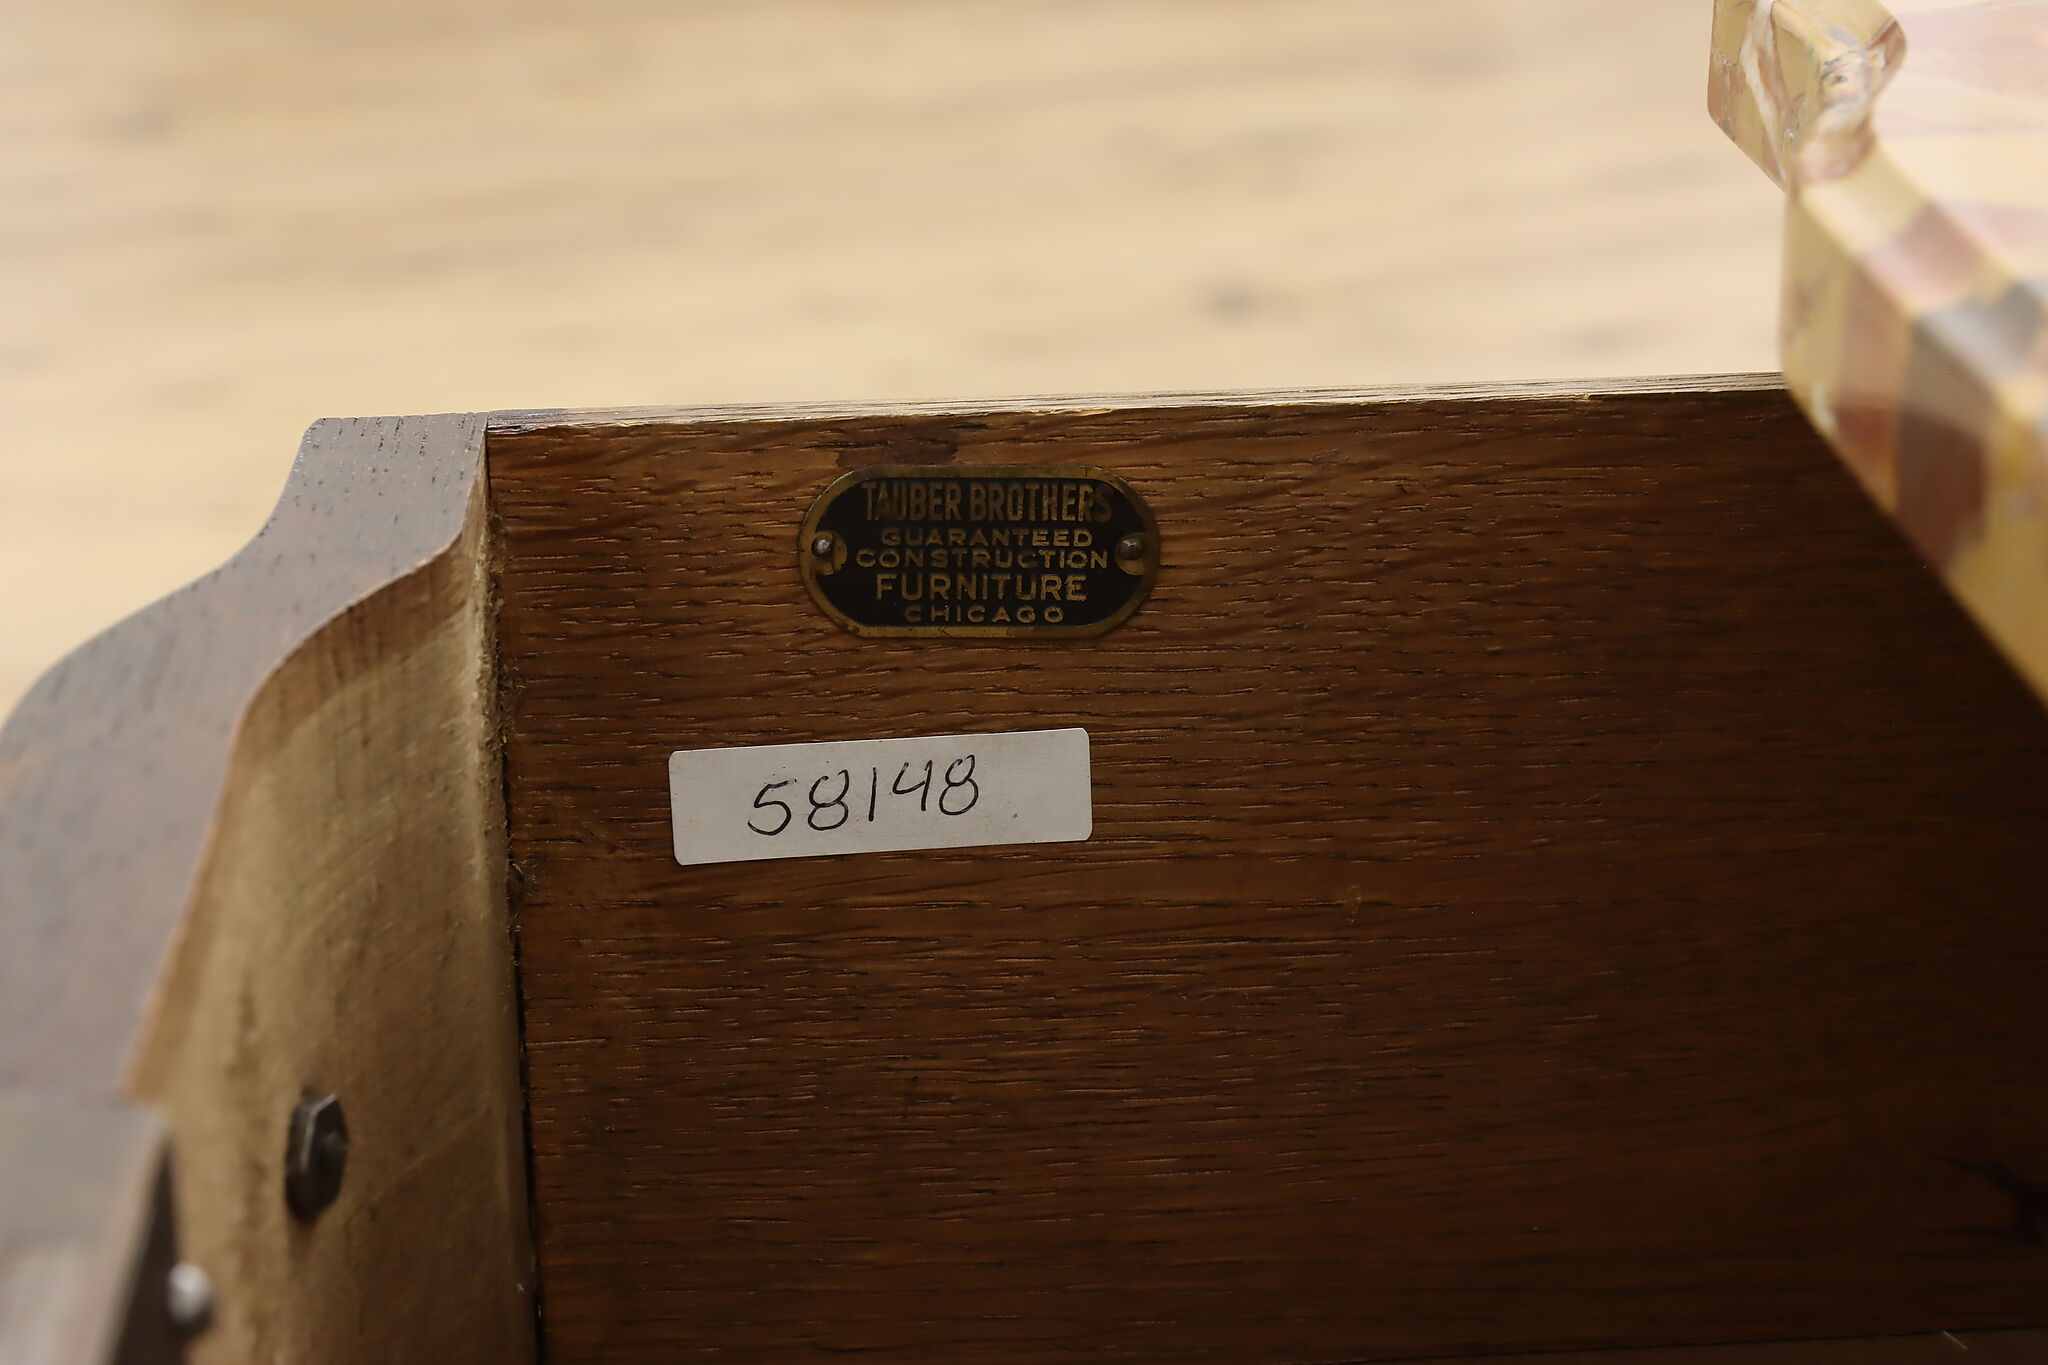 TAUBER BROTHERS
GUARANTEED
CONSTRUCTION
FURNITURE
CHICAGO
58148